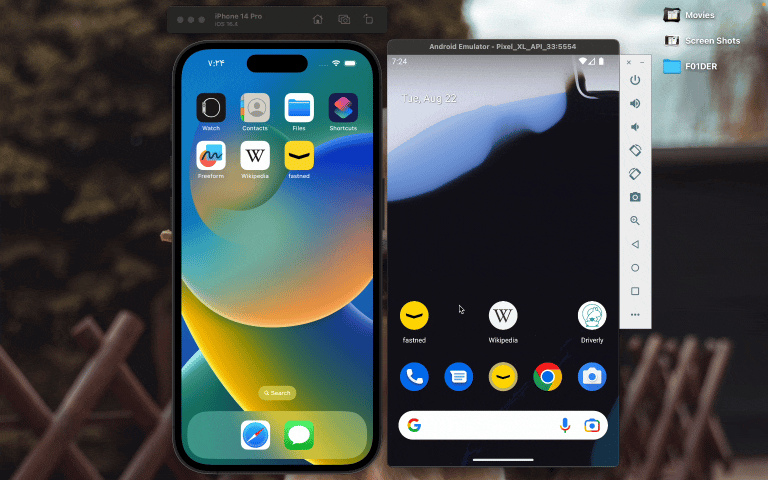 iPhone 14 Pro
iOS 16.4
۷:۲۴
Watch
Contacts
Files
Shortcuts
Freeform
Wikipedia
fastned
Search
Android Emulator - Pixel_XL_API_33:5554
7:24
Tue, Aug 22
fastned
Wikipedia
Driverly
Movies
Screen Shots
F01DER